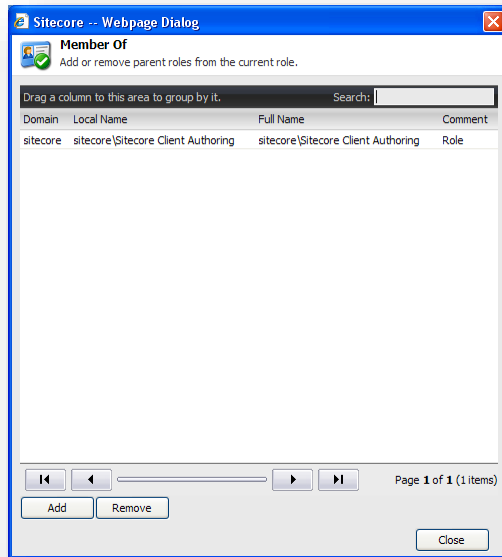 Sitecore -- Webpage Dialog
Member Of
Add or remove parent roles from the current role.
Drag a column to this area to group by it. Search:
Domain Local Name Full Name Comment
sitecore sitecore\Sitecore Client Authoring sitecore\Sitecore Client Authoring Role
Page 1 of 1 (1 items)
Add Remove
Close